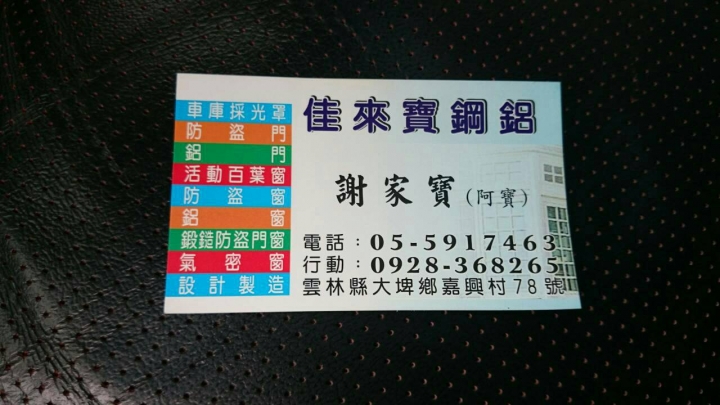 車庫採光罩
防盜門
鋁門
活動百葉窗
防盜窗
鋁窗
鍛鎚防盜門窗
氣密窗
設計製造
佳來寶鋼鋁
謝家寶(阿寶)
電話：05-5917463
行動：0928-368265
雲林縣大埤鄉嘉興村78號